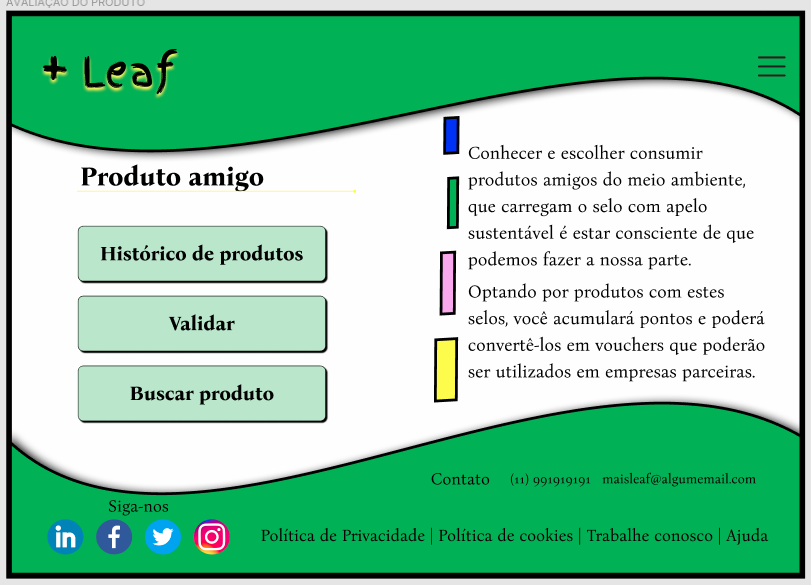 AVALIAÇÃO DO PRODUTO
+ Leaf
Produto amigo
Histórico de produtos
Validar
Buscar produto
Conhecer e escolher consumir
produtos amigos do meio ambiente,
que carregam o selo com apelo
sustentável é estar consciente de que
podemos fazer a nossa parte.
Optando por produtos com estes
selos, você acumulará pontos e poderá
convertê-los em vouchers que poderão
ser utilizados em empresas parceiras.
Contato (11) 991919191 maisleaf@algumemail.com
Siga-nos
in f
Política de Privacidade | Política de cookies | Trabalhe conosco | Ajuda